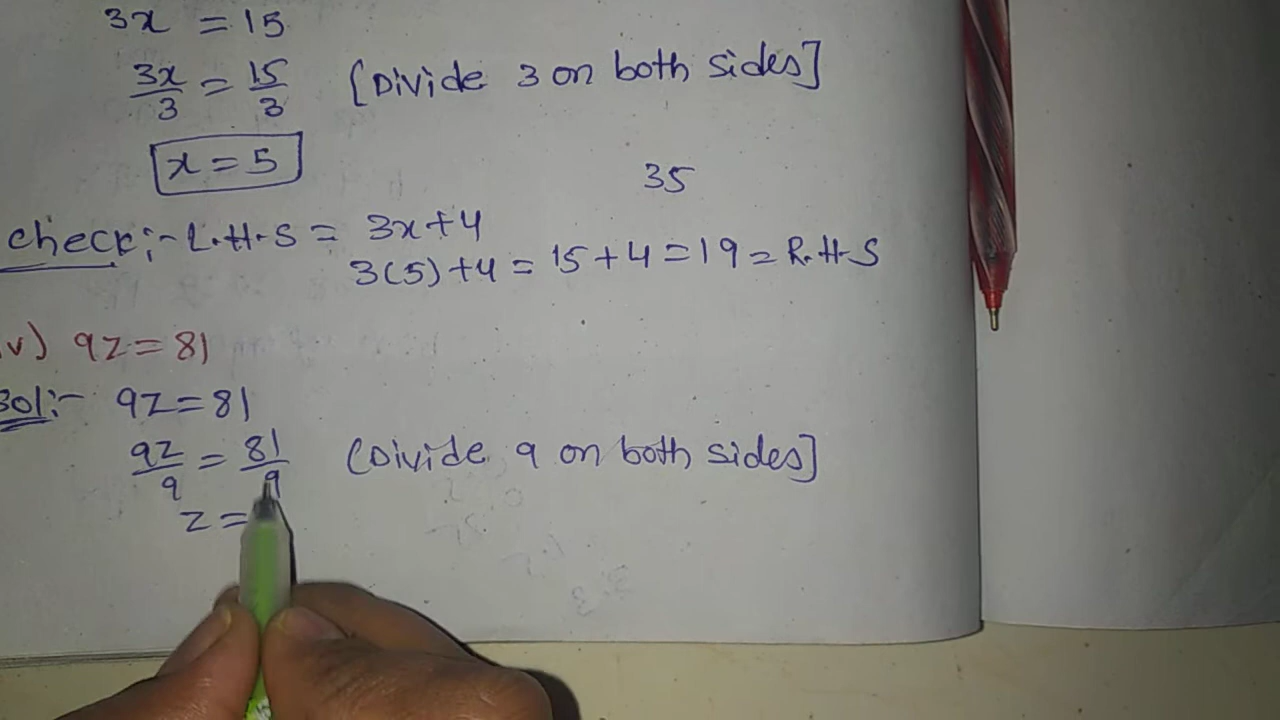 3x = 15
3x/3 = 15/3 [Divide 3 on both sides]
x = 5
35
check:- L.H.S = 3x+4
3(5)+4 = 15+4 = 19 = R.H.S
v) 9z = 81
Sol:- 9z = 81
9z/9 = 81/9 (Divide 9 on both sides]
z =